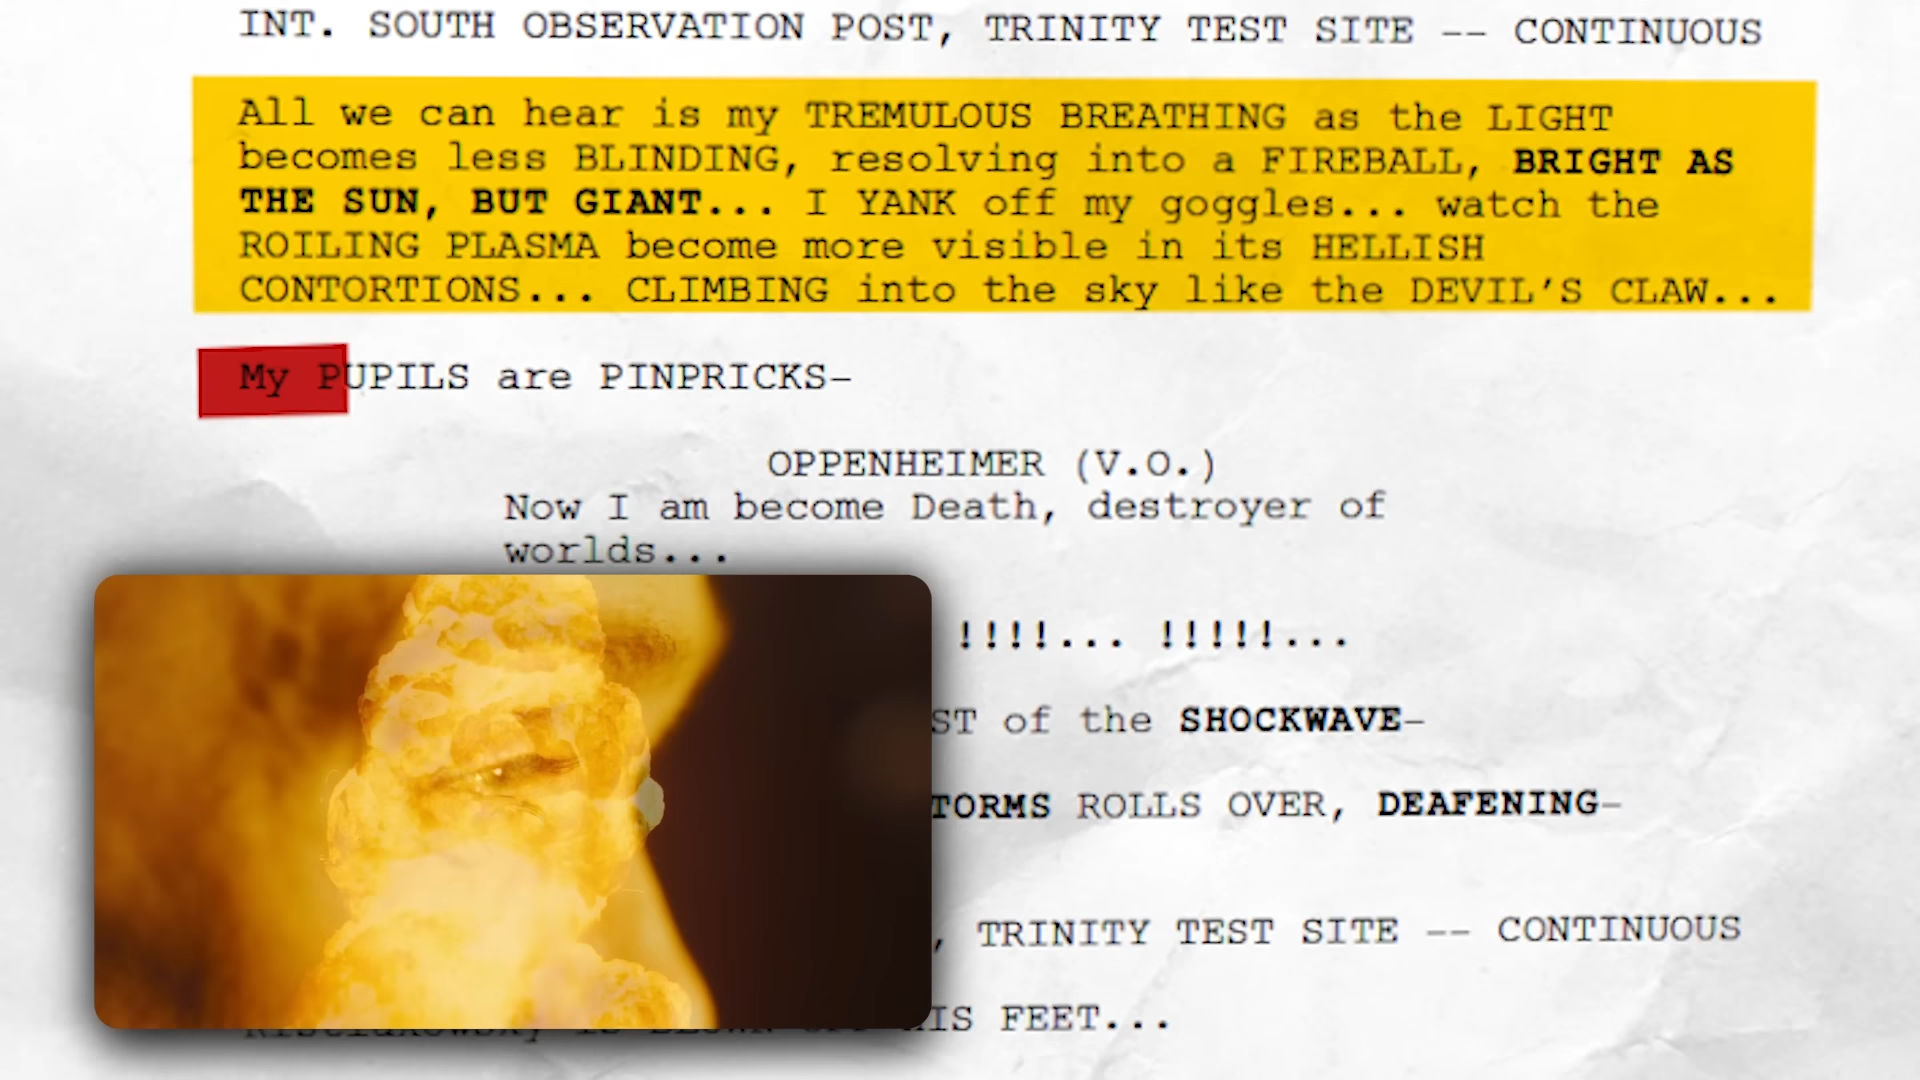 INT. SOUTH OBSERVATION POST, TRINITY TEST SITE -- CONTINUOUS
All we can hear is my TREMULOUS BREATHING as the LIGHT
becomes less BLINDING, resolving into a FIREBALL, BRIGHT AS
THE SUN, BUT GIANT... I YANK off my goggles... watch the
ROILING PLASMA become more visible in its HELLISH
CONTORTIONS... CLIMBING into the sky like the DEVIL'S CLAW...
My PUPILS are PINPRICKS–
OPPENHEIMER (V.O.)
Now I am become Death, destroyer of
worlds...
!!!!... !!!!!...
ST of the SHOCKWAVE–
TORMS ROLLS OVER, DEAFENING–
, TRINITY TEST SITE -- CONTINUOUS
HIS FEET...